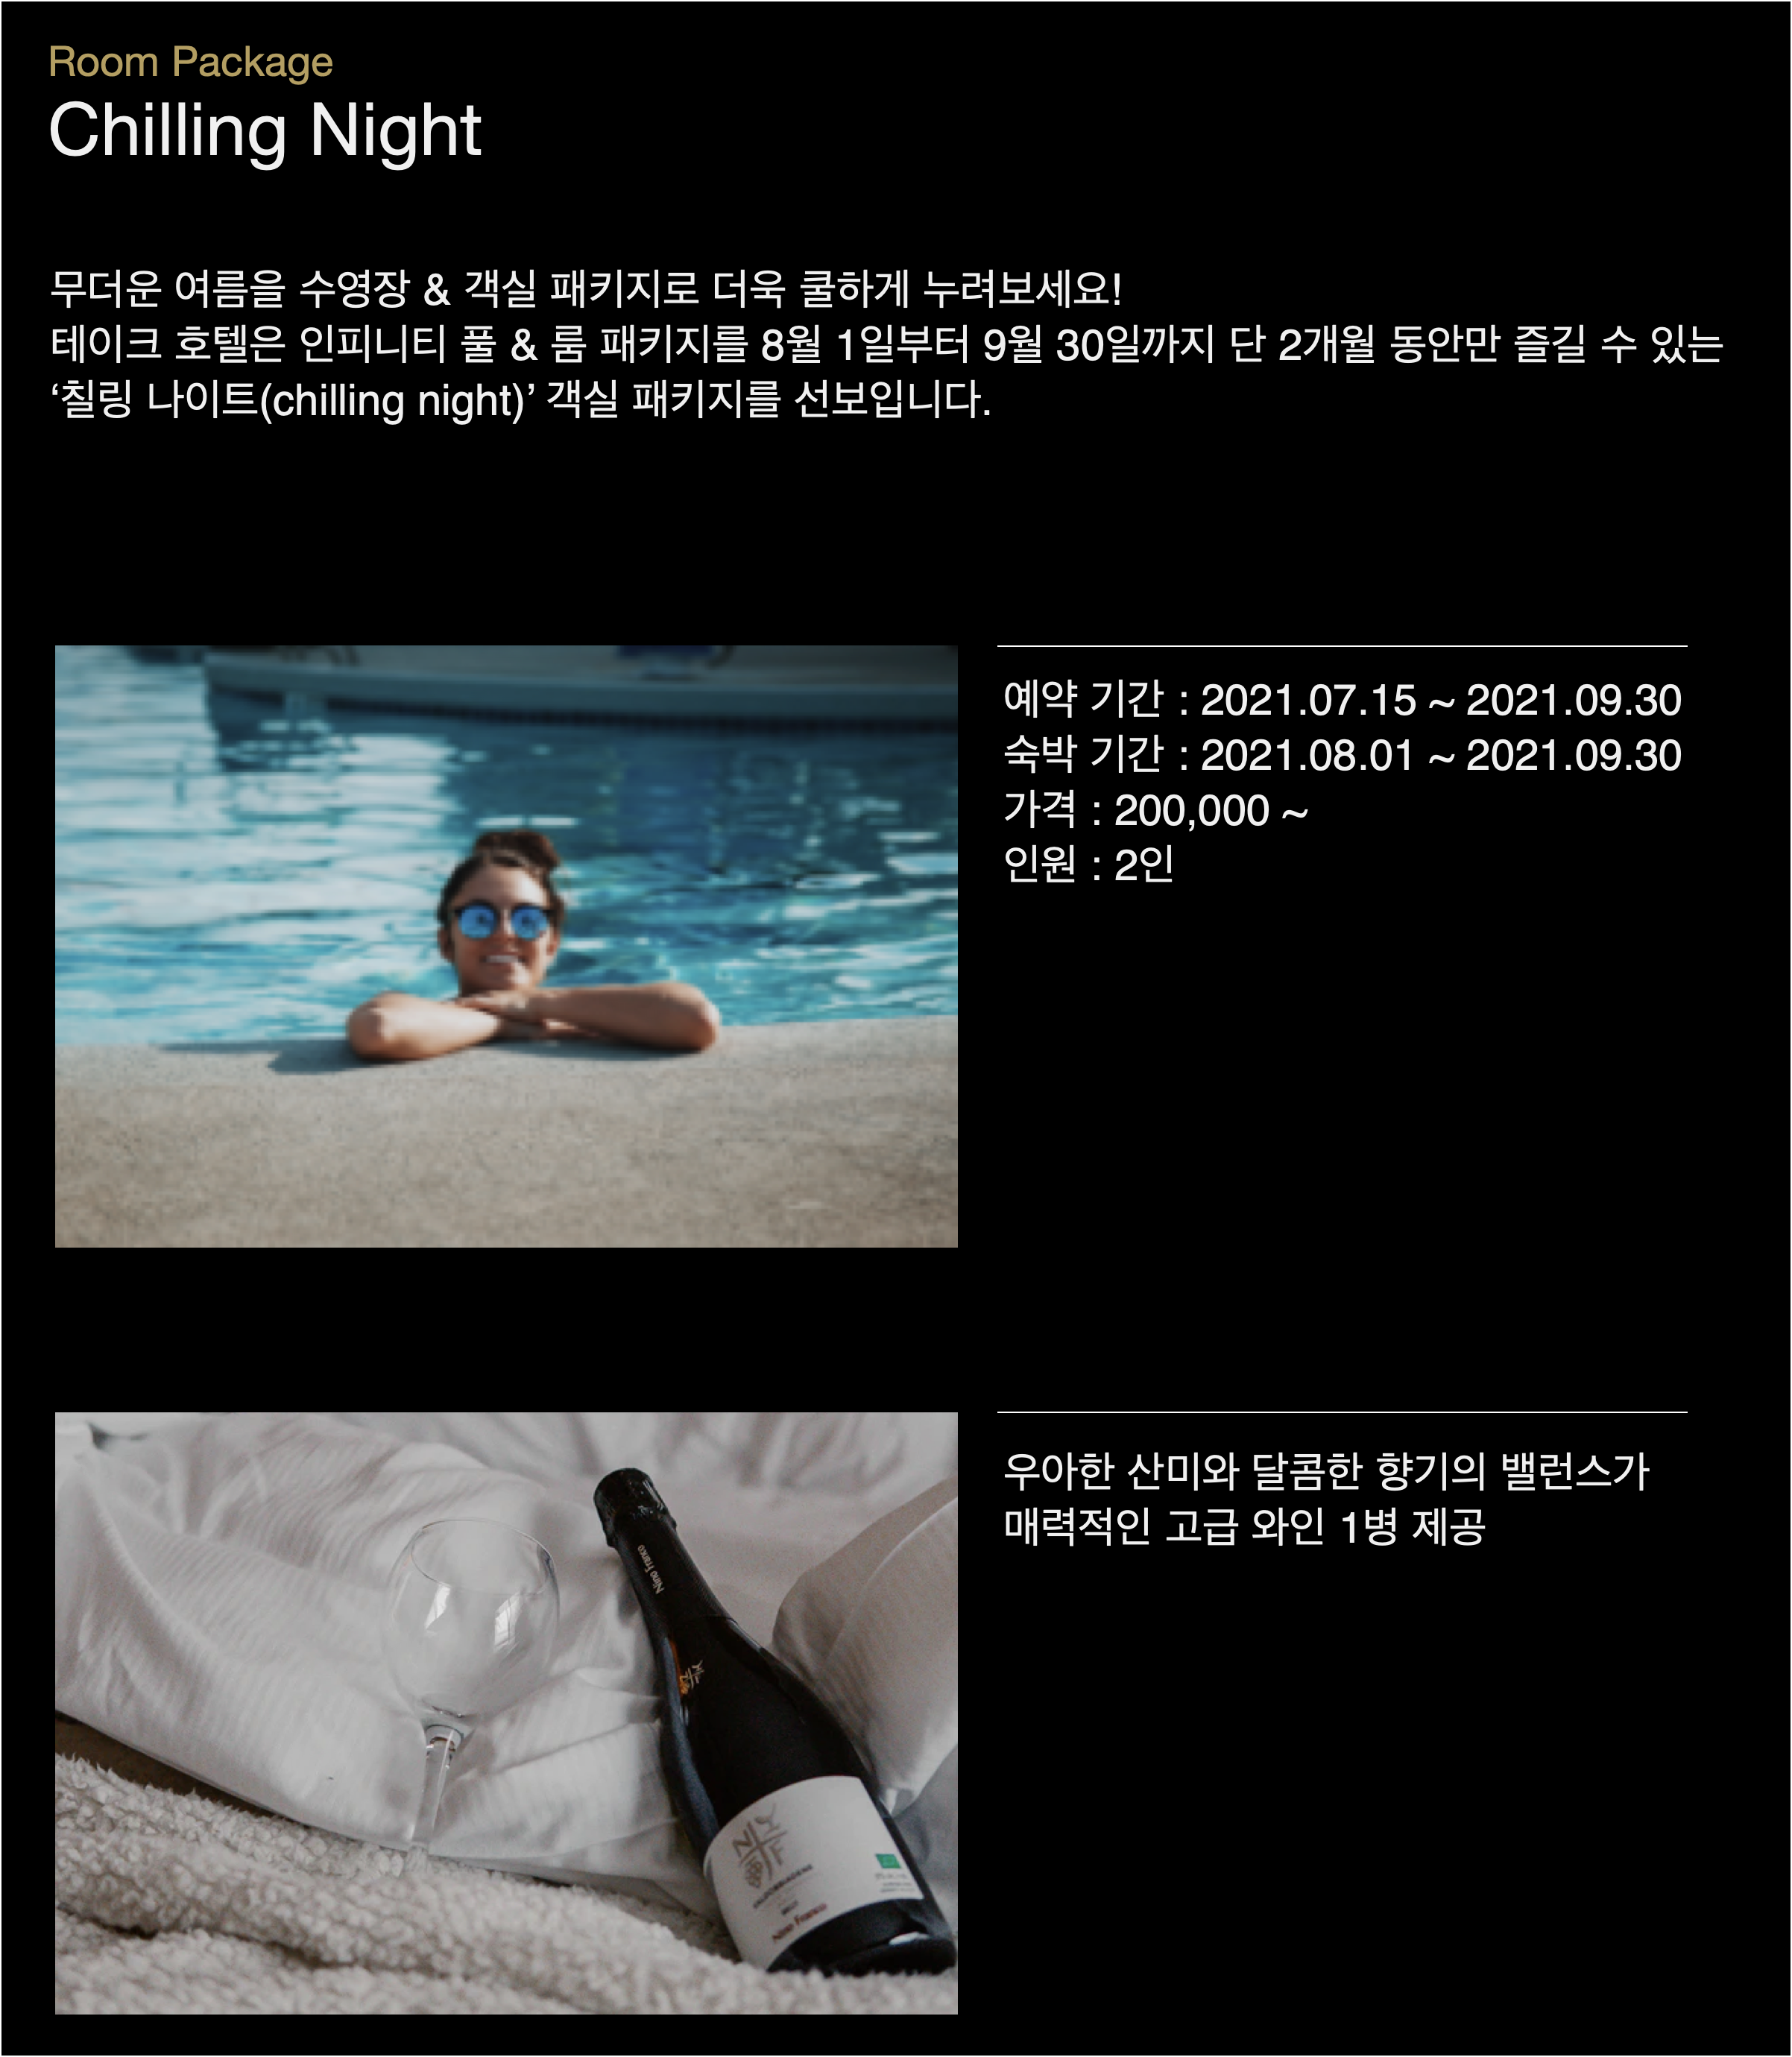 Room Package
Chilling Night
무더운 여름을 수영장 & 객실 패키지로 더욱 쿨하게 누려보세요!
테이크 호텔은 인피니티 풀 & 룸 패키지를 8월 1일부터 9월 30일까지 단 2개월 동안만 즐길 수 있는
‘칠링 나이트(chilling night)’ 객실 패키지를 선보입니다.
예약 기간 : 2021.07.15 ~ 2021.09.30
숙박 기간 : 2021.08.01 ~ 2021.09.30
가격 : 200,000 ~
인원 : 2인
우아한 산미와 달콤한 향기의 밸런스가
매력적인 고급 와인 1병 제공
Nino Franco
N F
BRUT
Nino Franco